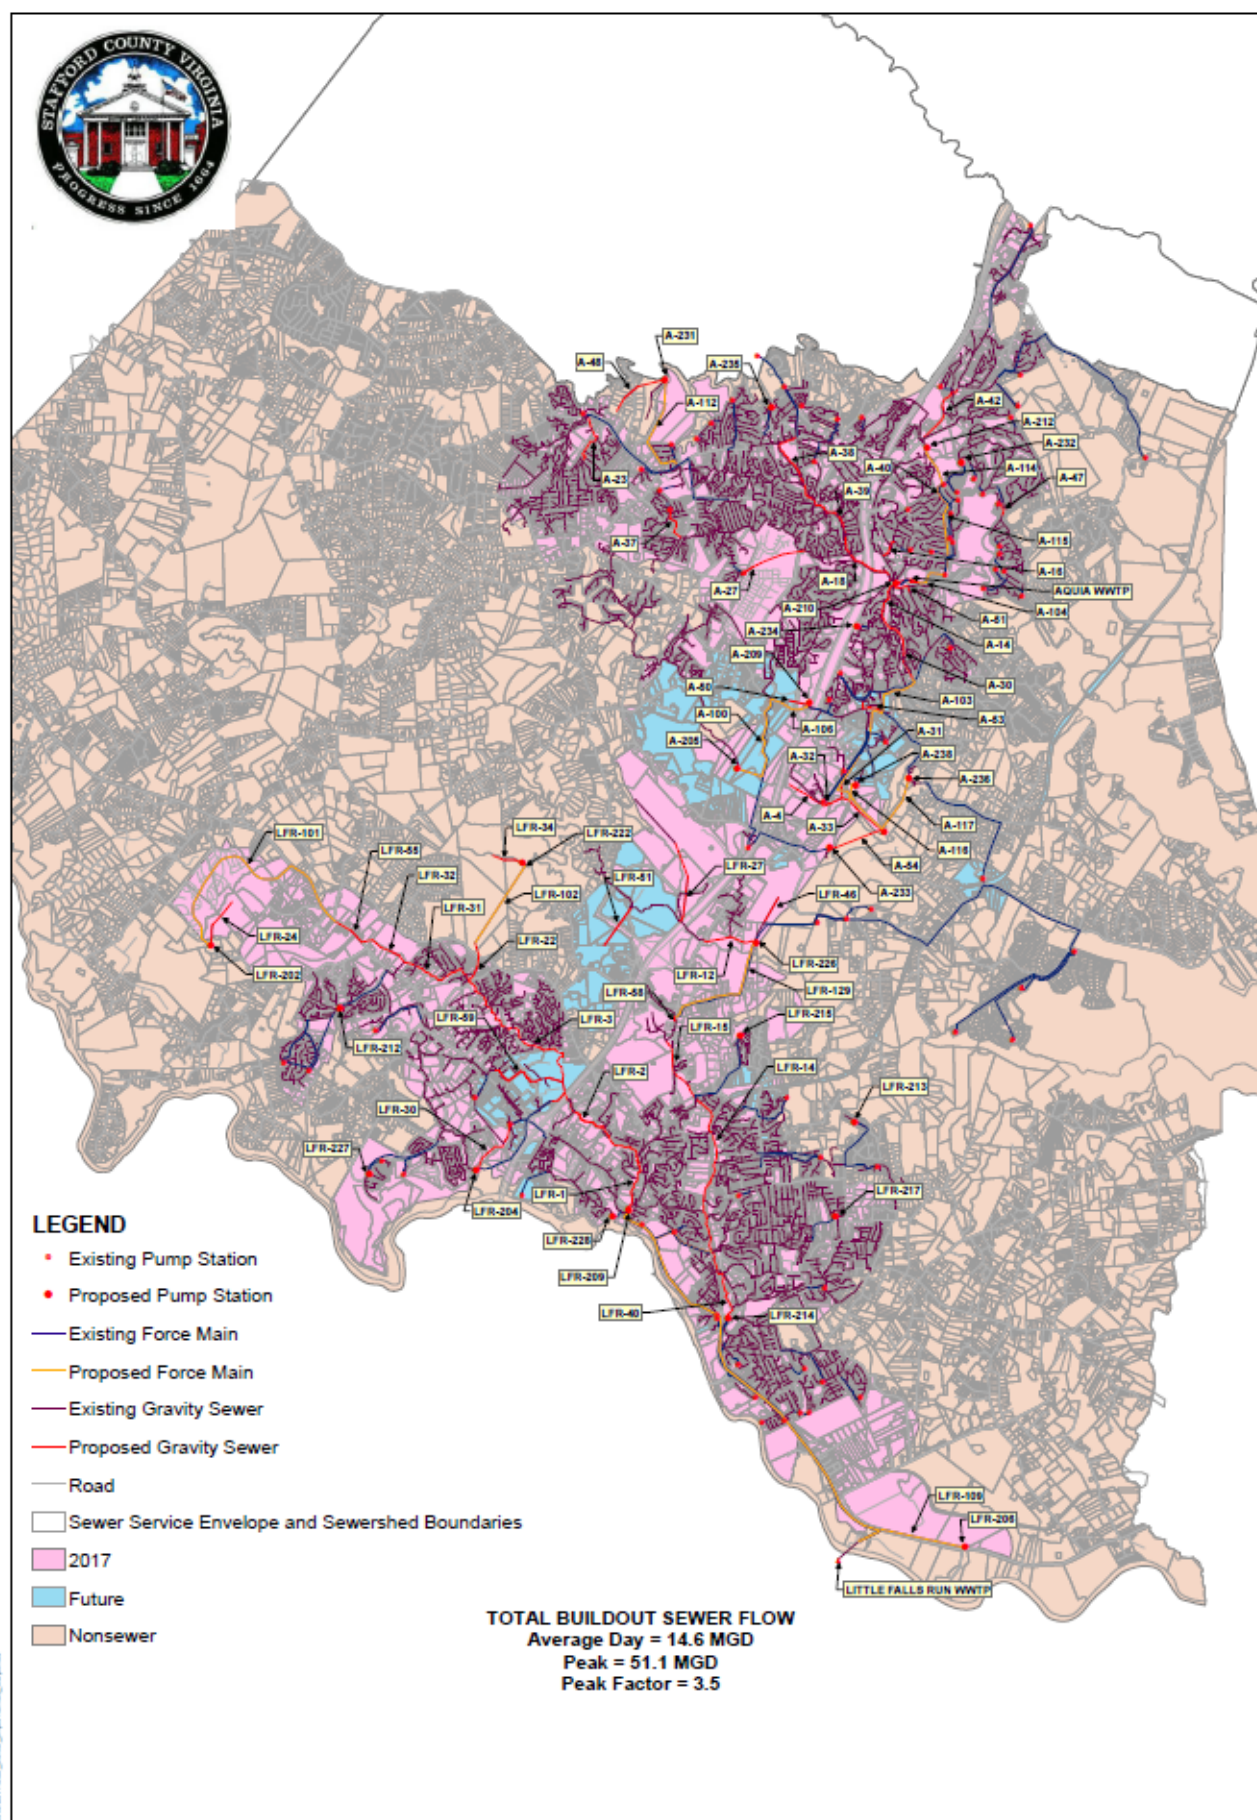 STAFFORD COUNTY VIRGINIA
PROGRESS SINCE 1664
A-231
A-48
A-235
A-112
A-42
A-212
A-232
A-38
A-40
A-114
A-47
A-23
A-39
A-37
A-115
A-16
A-27
A-18
AQUIA WWTP
A-210
A-104
A-61
A-234
A-14
A-209
A-30
A-50
A-103
A-63
A-100
A-106
A-31
A-205
A-32
A-238
A-236
A-4
A-33
A-117
A-116
A-54
A-233
LFR-101
LFR-34
LFR-222
LFR-55
LFR-32
LFR-27
LFR-51
LFR-46
LFR-31
LFR-102
LFR-24
LFR-22
LFR-202
LFR-12
LFR-226
LFR-58
LFR-129
LFR-59
LFR-3
LFR-15
LFR-215
LFR-212
LFR-2
LFR-14
LFR-213
LFR-30
LFR-227
LFR-1
LFR-217
LFR-204
LFR-228
LFR-209
LFR-40
LFR-214
LFR-109
LFR-206
LITTLE FALLS RUN WWTP
LEGEND
Existing Pump Station
Proposed Pump Station
Existing Force Main
Proposed Force Main
Existing Gravity Sewer
Proposed Gravity Sewer
Road
Sewer Service Envelope and Sewershed Boundaries
2017
Future
Nonsewer
TOTAL BUILDOUT SEWER FLOW
Average Day = 14.6 MGD
Peak = 51.1 MGD
Peak Factor = 3.5